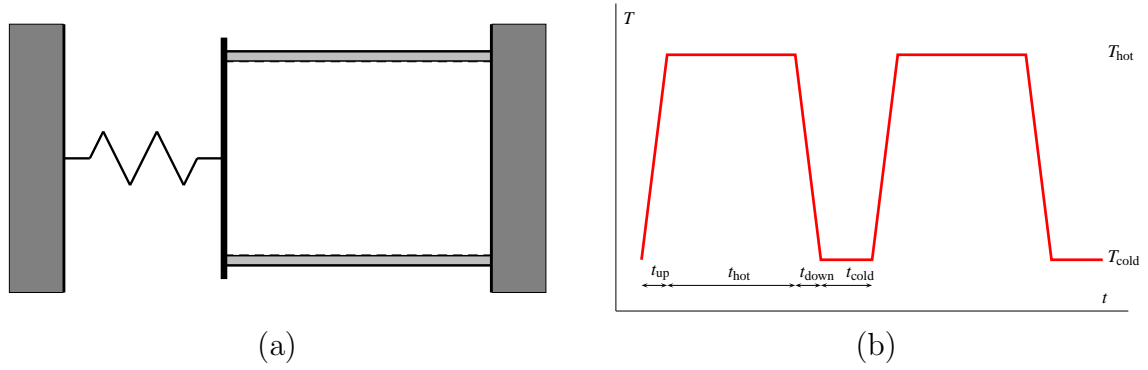 T
T_hot
T_cold
t_up
t_hot
t_down
t_cold
t
(a)
(b)